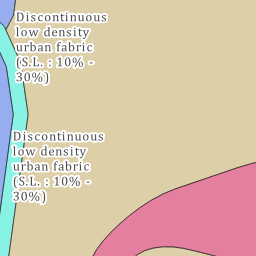 Discontinuous
low density
urban fabric
(S.L. : 10% -
30%)
Discontinuous
low density
urban fabric
(S.L. : 10% -
30%)